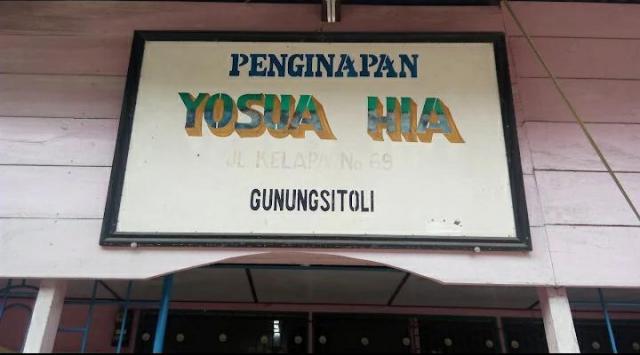 PENGINAPAN
YOSUA HIA
JL KELAPA No 69
GUNUNGSITOLI